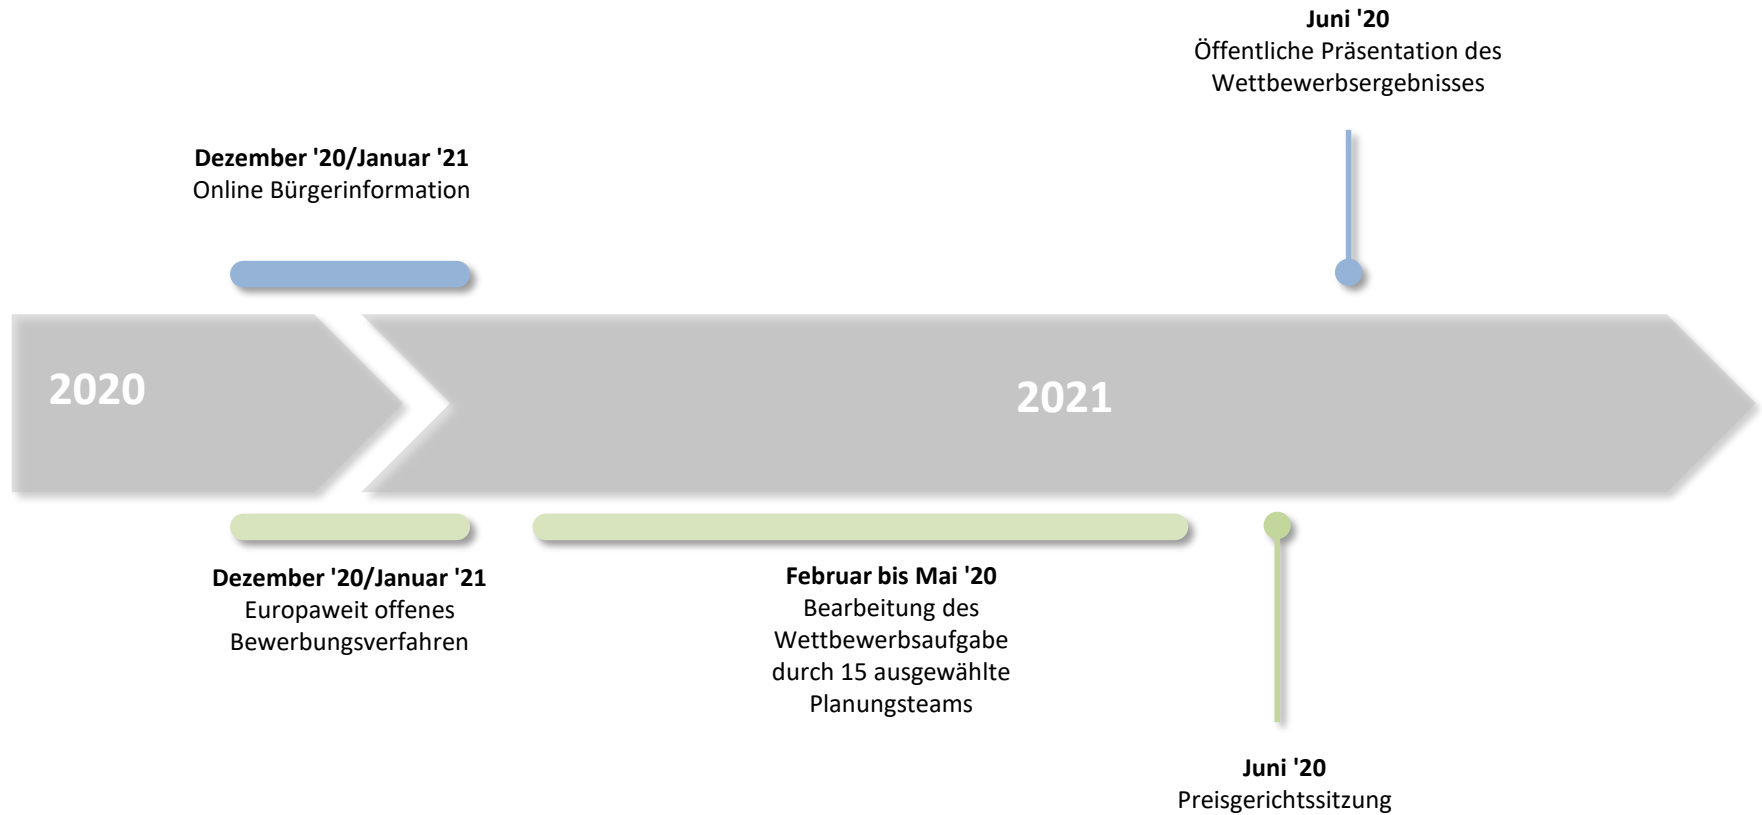 Juni '20
Öffentliche Präsentation des
Wettbewerbsergebnisses
Dezember '20/Januar '21
Online Bürgerinformation
2020
2021
Dezember '20/Januar '21
Europaweit offenes
Bewerbungsverfahren
Februar bis Mai '20
Bearbeitung des
Wettbewerbsaufgabe
durch 15 ausgewählte
Planungsteams
Juni '20
Preisgerichtssitzung